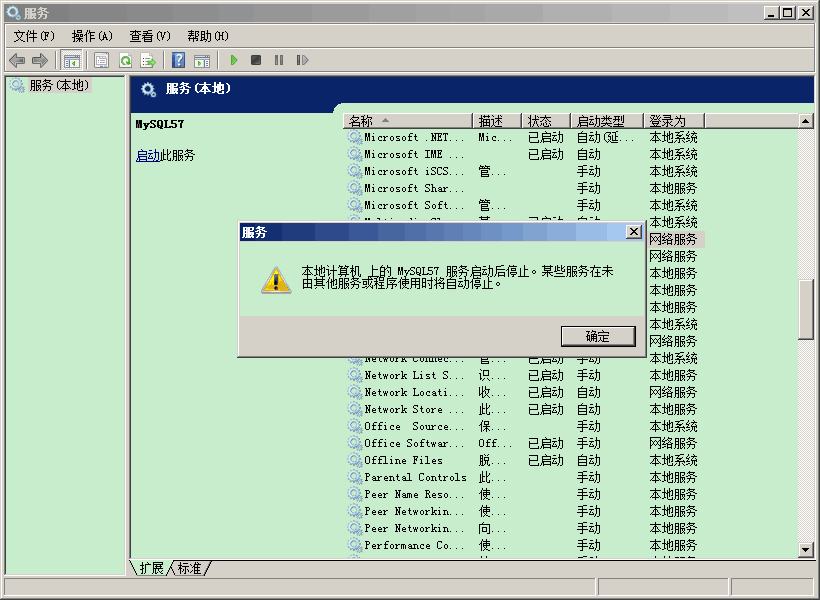 服务
文件(F) 操作(A) 查看(V) 帮助(H)
服务(本地)
服务(本地)
MySQL57
启动此服务
名称 描述 状态 启动类型 登录为
Microsoft .NET... Mic... 已启动 自动(延... 本地系统
Microsoft IME ... 已启动 自动 本地系统
Microsoft iSCS... 管... 手动 本地系统
Microsoft Shar... 手动 本地服务
Microsoft Soft... 管... 手动 本地系统
本地系统
网络服务
网络服务
本地服务
本地服务
本地服务
本地系统
网络服务
服务
本地计算机 上的 MySQL57 服务启动后停止。某些服务在未
由其他服务或程序使用时将自动停止。
确定
Network Connec... 管... 已启动 手动 本地系统
Network List S... 识... 已启动 手动 本地服务
Network Locati... 收... 已启动 自动 网络服务
Network Store ... 此... 已启动 自动 本地服务
Office Source... 保... 手动 本地系统
Office Softwar... Off... 已启动 手动 网络服务
Offline Files 脱... 已启动 自动 本地系统
Parental Controls 此... 手动 本地服务
Peer Name Reso... 使... 手动 本地服务
Peer Networkin... 使... 手动 本地服务
Peer Networkin... 向... 手动 本地服务
Performance Co... 使... 手动 本地服务
扩展 标准